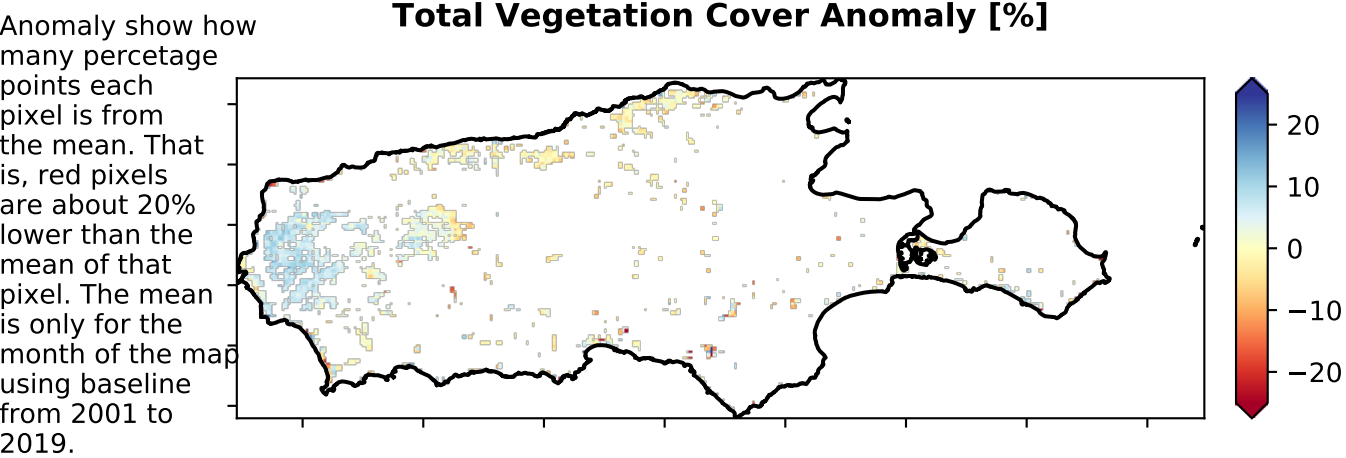 Total Vegetation Cover Anomaly [%]
Anomaly show how
many percetage
points each
pixel is from
the mean. That
is, red pixels
are about 20%
lower than the
mean of that
pixel. The mean
is only for the
month of the map
using baseline
from 2001 to
2019.
20
10
0
−10
−20